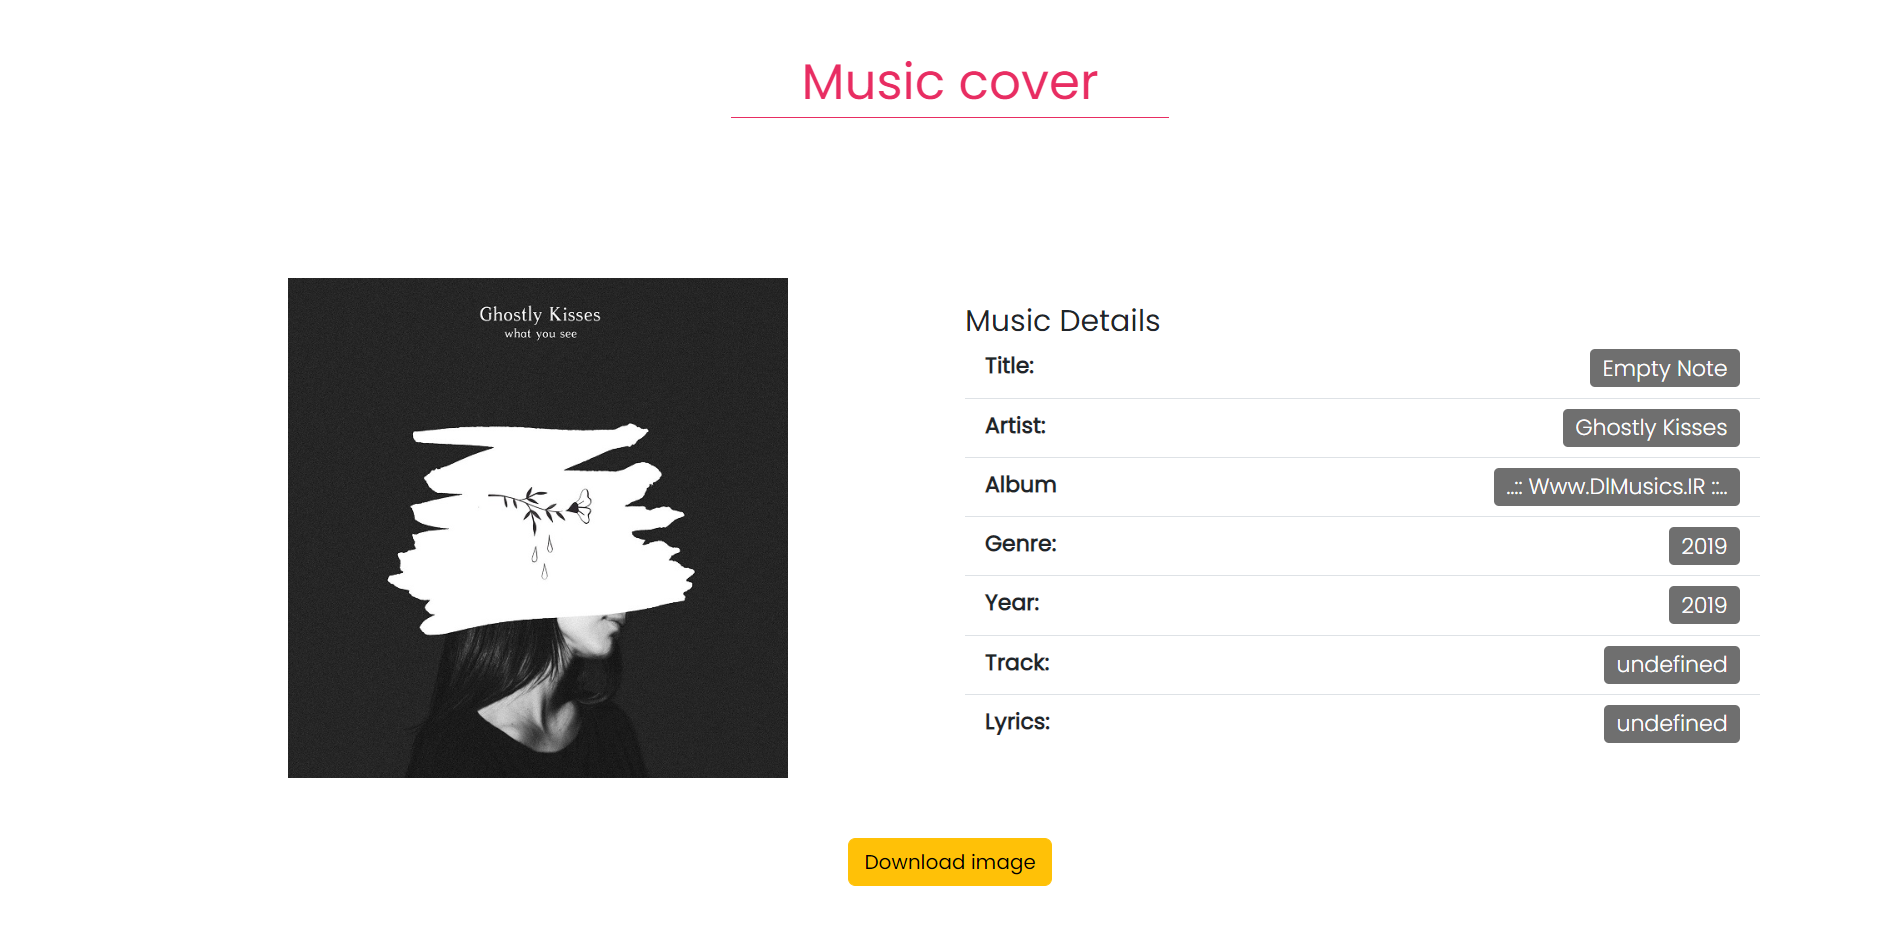 Music cover
Ghostly Kisses
what you see
Music Details
Title: Empty Note
Artist: Ghostly Kisses
Album ..:: Www.DlMusics.IR ::..
Genre: 2019
Year: 2019
Track: undefined
Lyrics: undefined
Download image